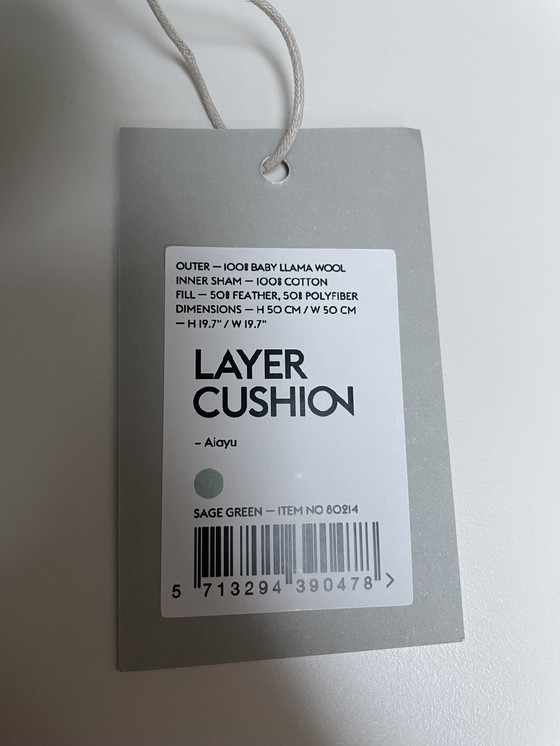 OUTER – 100% BABY LLAMA WOOL
INNER SHAM – 100% COTTON
FILL – 50% FEATHER, 50% POLYFIBER
DIMENSIONS – H 50 CM / W 50 CM
– H 19.7" / W 19.7"
LAYER
CUSHION
– Aiayu
SAGE GREEN – ITEM NO 80214
5 713294 390478 >